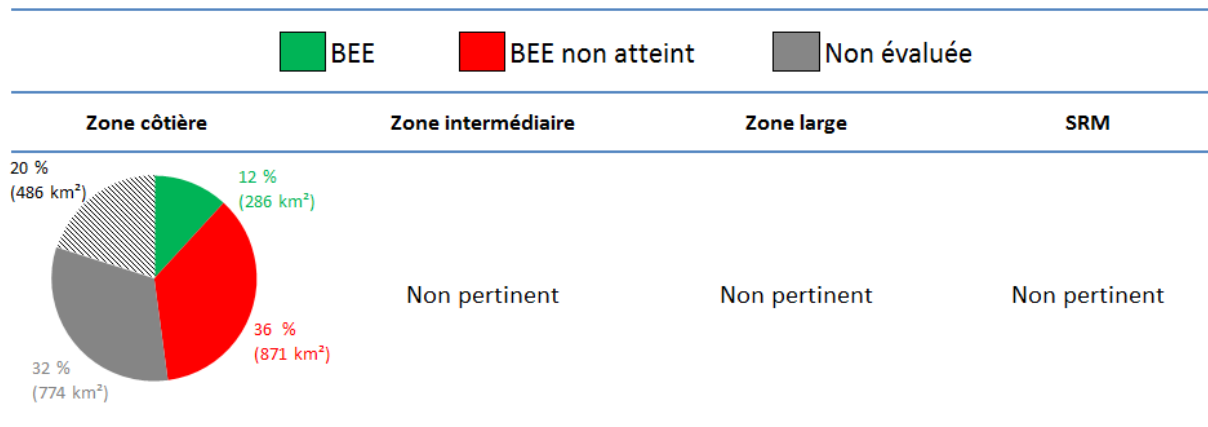 BEE BEE non atteint Non évaluée
Zone côtière Zone intermédiaire Zone large SRM
20 %
(486 km²)
12 %
(286 km²)
Non pertinent Non pertinent Non pertinent
36 %
(871 km²)
32 %
(774 km²)